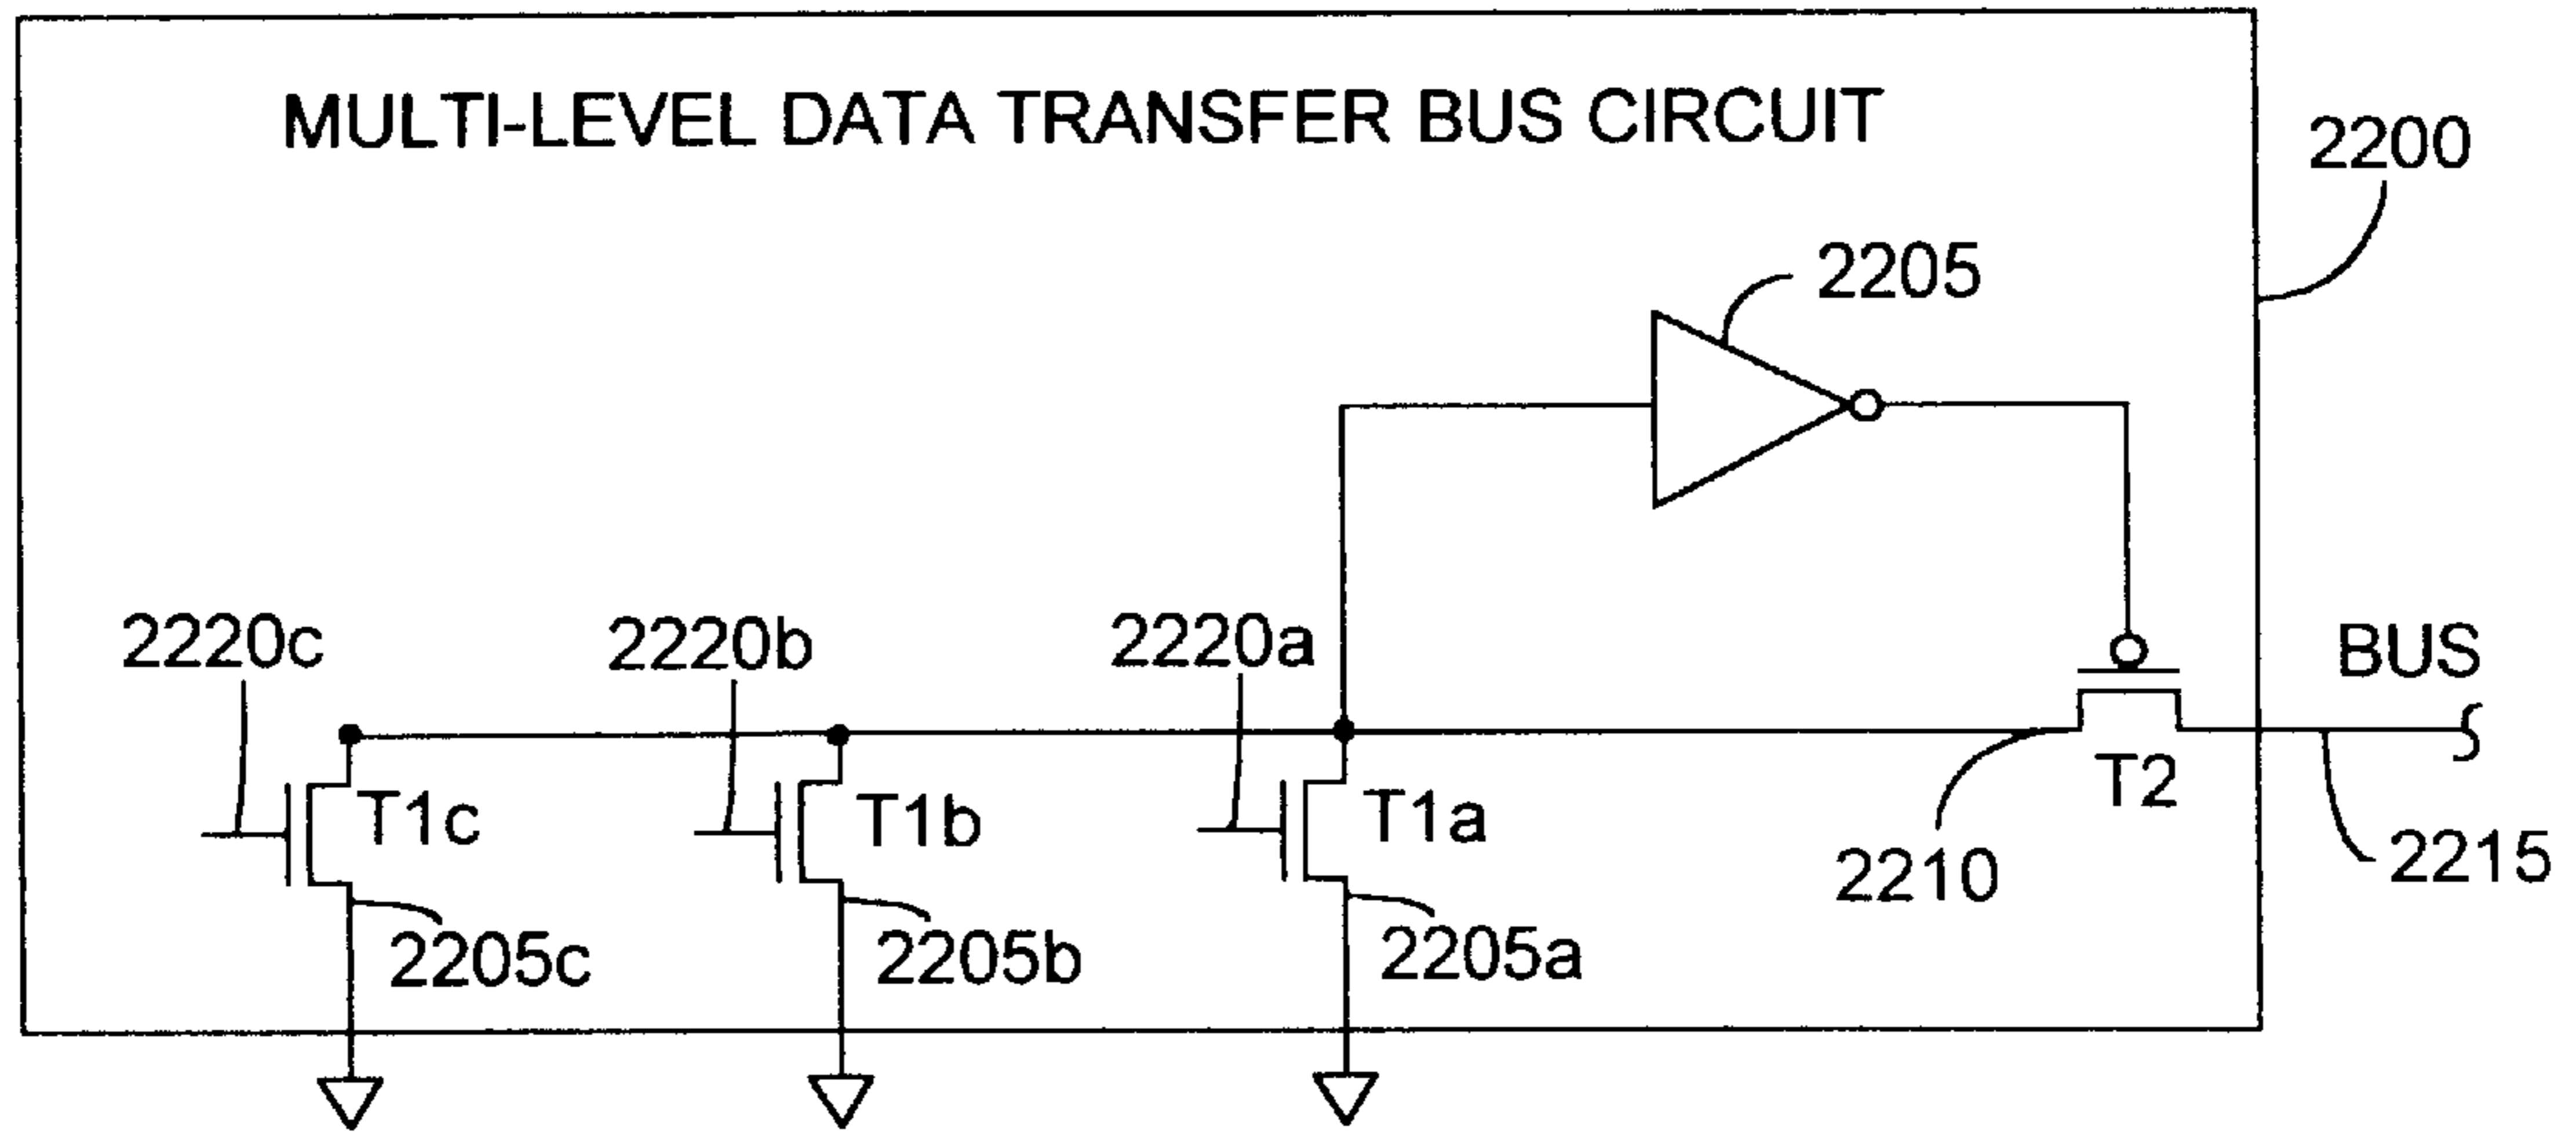 MULTI-LEVEL DATA TRANSFER BUS CIRCUIT
2200
2205
2220c
2220b
2220a
BUS
T1c
T1b
T1a
T2
2210
2215
2205c
2205b
2205a